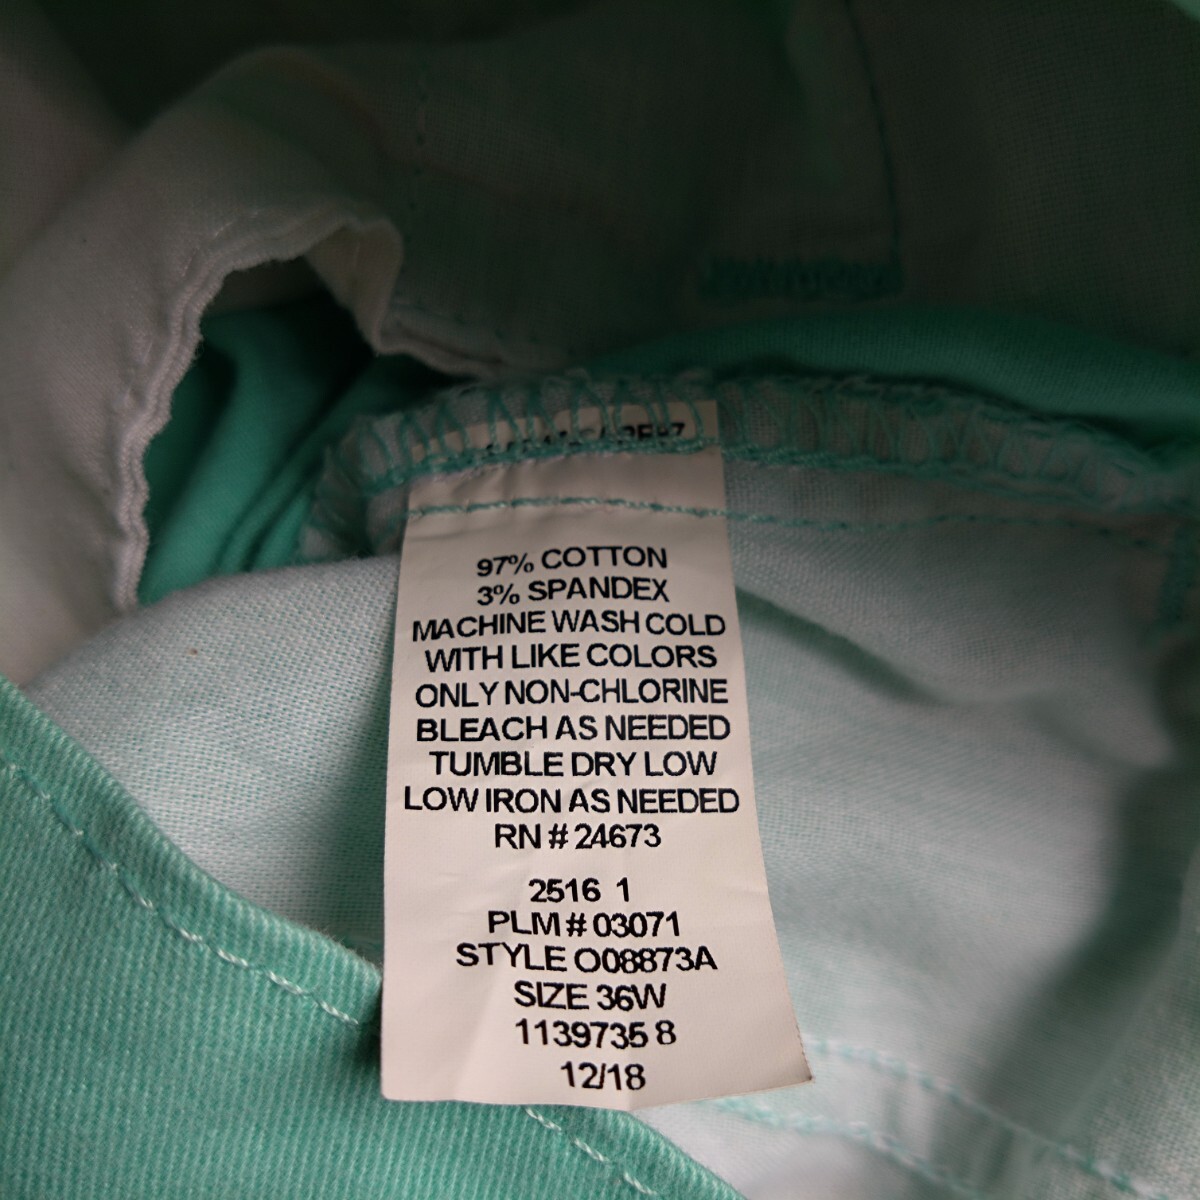 97% COTTON
3% SPANDEX
MACHINE WASH COLD
WITH LIKE COLORS
ONLY NON-CHLORINE
BLEACH AS NEEDED
TUMBLE DRY LOW
LOW IRON AS NEEDED
RN # 24673
2516 1
PLM # 03071
STYLE O08873A
SIZE 36W
1139735 8
12/18